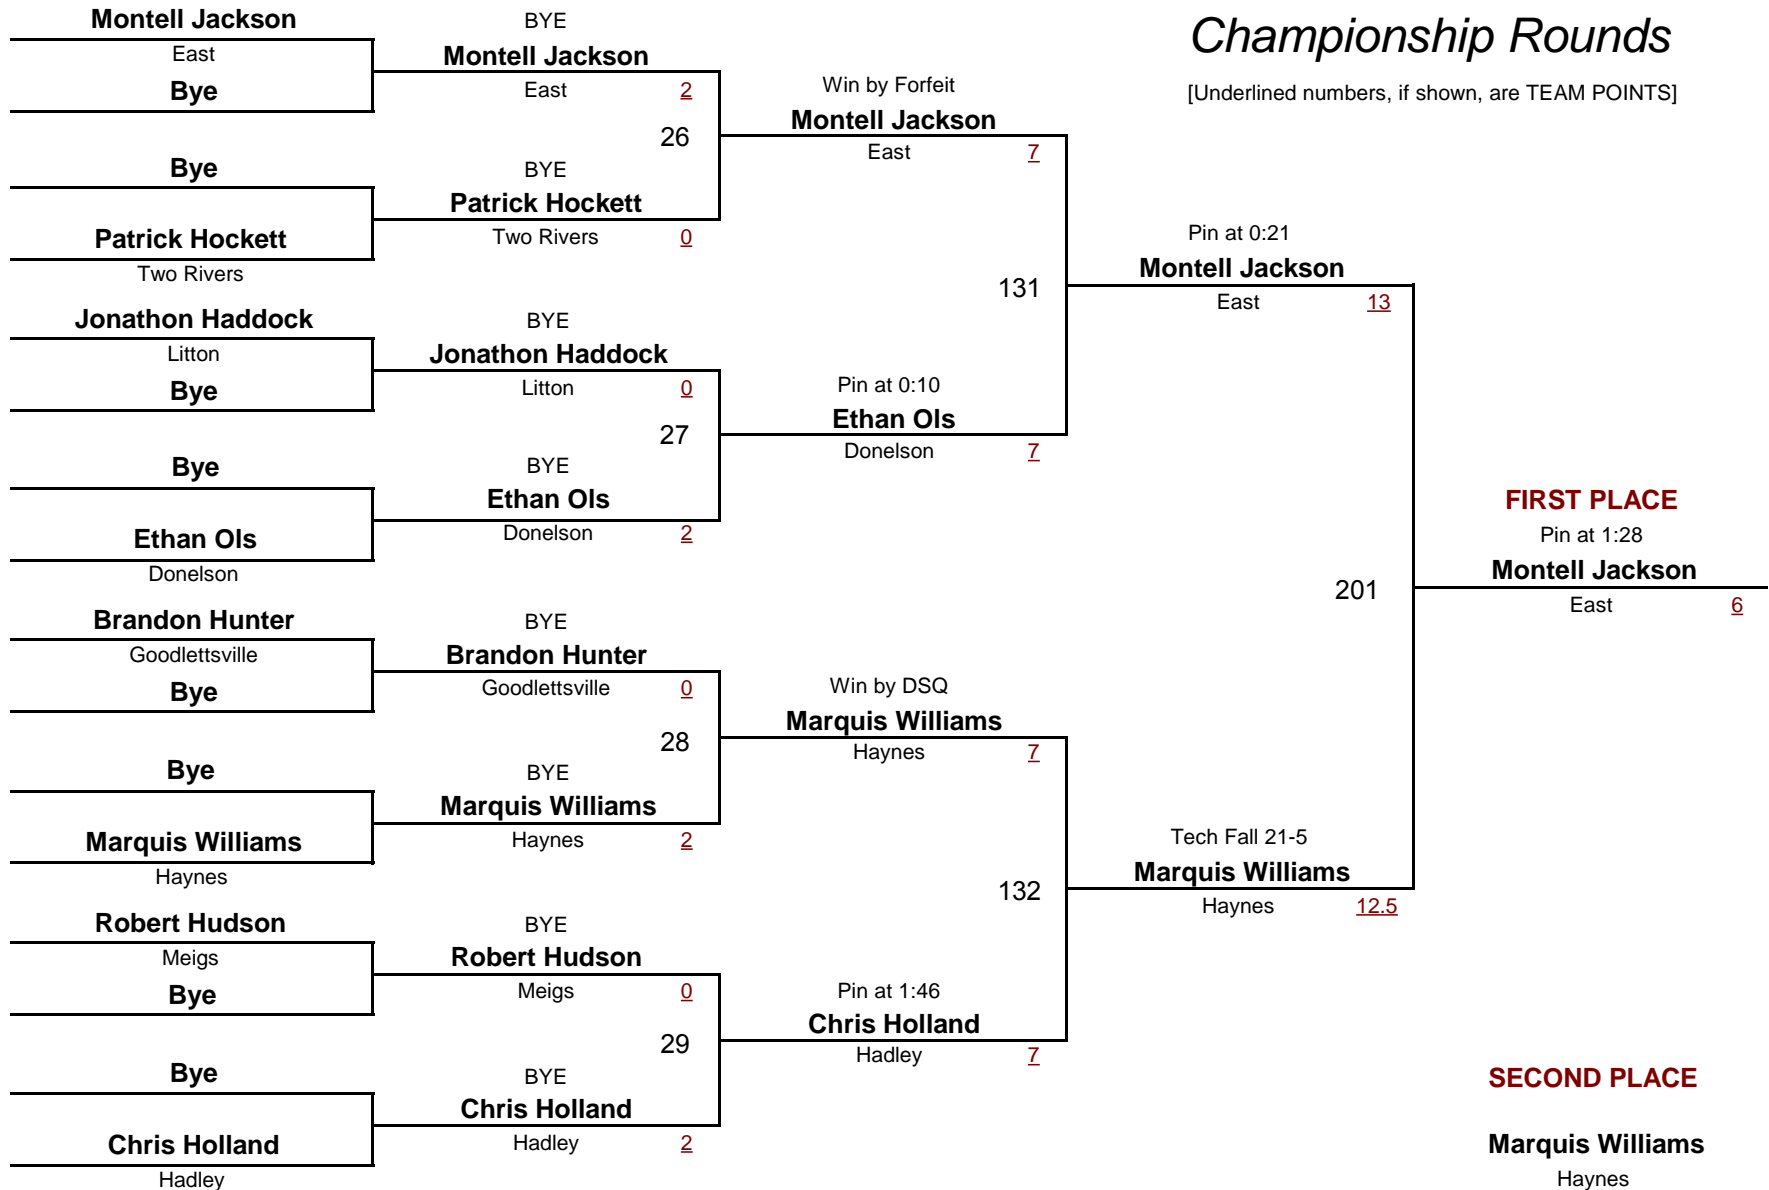 Championship Rounds
[Underlined numbers, if shown, are TEAM POINTS]
Montell Jackson
East
Bye
Bye
Patrick Hockett
Two Rivers
Jonathon Haddock
Litton
Bye
Bye
Ethan Ols
Donelson
Brandon Hunter
Goodlettsville
Bye
Bye
Marquis Williams
Haynes
Robert Hudson
Meigs
Bye
Bye
Chris Holland
Hadley
BYE
Montell Jackson
East 2
26
BYE
Patrick Hockett
Two Rivers 0
BYE
Jonathon Haddock
Litton 0
27
BYE
Ethan Ols
Donelson 2
BYE
Brandon Hunter
Goodlettsville 0
28
BYE
Marquis Williams
Haynes 2
BYE
Robert Hudson
Meigs 0
29
BYE
Chris Holland
Hadley 2
Win by Forfeit
Montell Jackson
East 7
131
Pin at 0:10
Ethan Ols
Donelson 7
Win by DSQ
Marquis Williams
Haynes 7
132
Pin at 1:46
Chris Holland
Hadley 7
Pin at 0:21
Montell Jackson
East 13
201
Tech Fall 21-5
Marquis Williams
Haynes 12.5
FIRST PLACE
Pin at 1:28
Montell Jackson
East 6
SECOND PLACE
Marquis Williams
Haynes